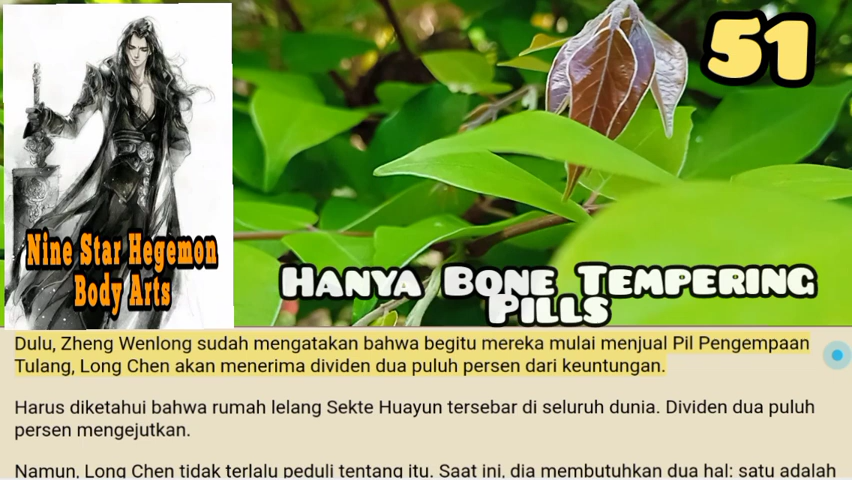 51
Nine Star Hegemon
Body Arts
Hanya Bone Tempering
Pills
Dulu, Zheng Wenlong sudah mengatakan bahwa begitu mereka mulai menjual Pil Pengempaan
Tulang, Long Chen akan menerima dividen dua puluh persen dari keuntungan.
Harus diketahui bahwa rumah lelang Sekte Huayun tersebar di seluruh dunia. Dividen dua puluh
persen mengejutkan.
Namun, Long Chen tidak terlalu peduli tentang itu. Saat ini, dia membutuhkan dua hal: satu adalah